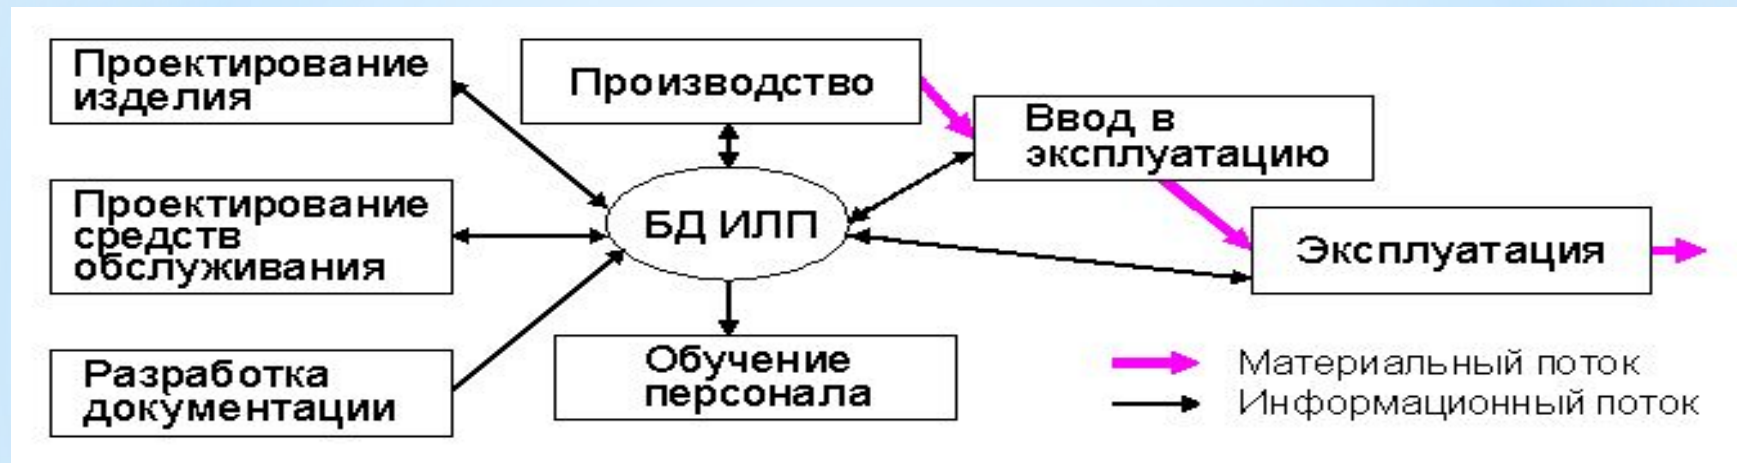 Проектирование
изделия
Производство
Ввод в
эксплуатацию
Проектирование
средств
обслуживания
БД ИЛП
Эксплуатация
Разработка
документации
Обучение
персонала
Материальный поток
Информационный поток